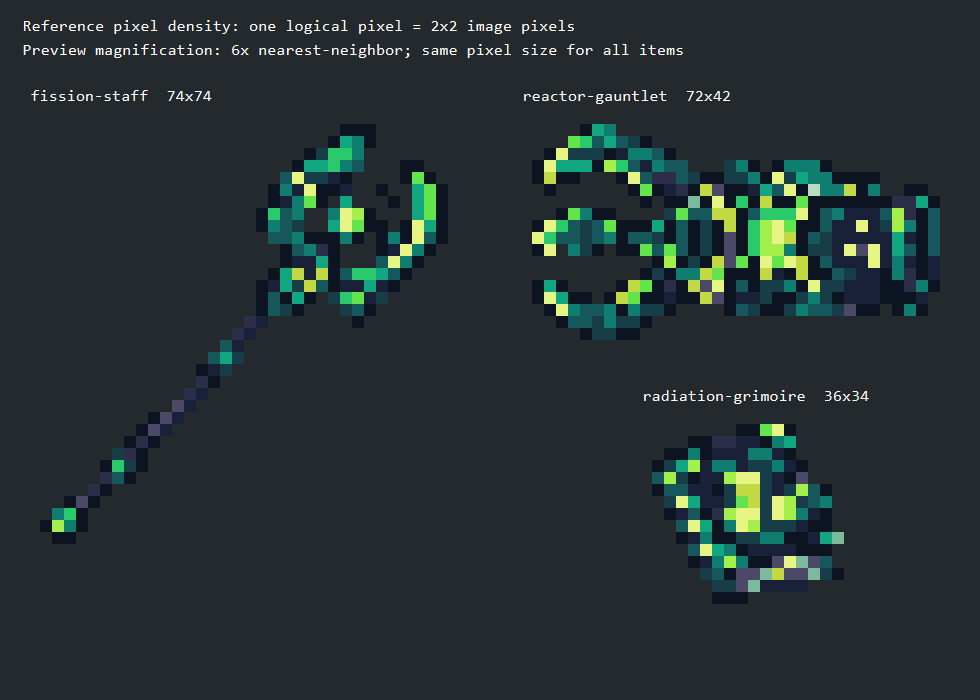 Reference pixel density: one logical pixel = 2x2 image pixels
Preview magnification: 6x nearest-neighbor; same pixel size for all items
fission-staff  74x74
reactor-gauntlet  72x42
radiation-grimoire  36x34